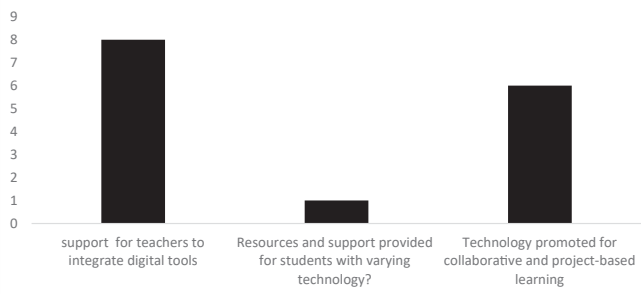 9
8
7
6
5
4
3
2
1
0
support  for teachers to
integrate digital tools
Resources and support provided
for students with varying
technology?
Technology promoted for
collaborative and project-based
learning